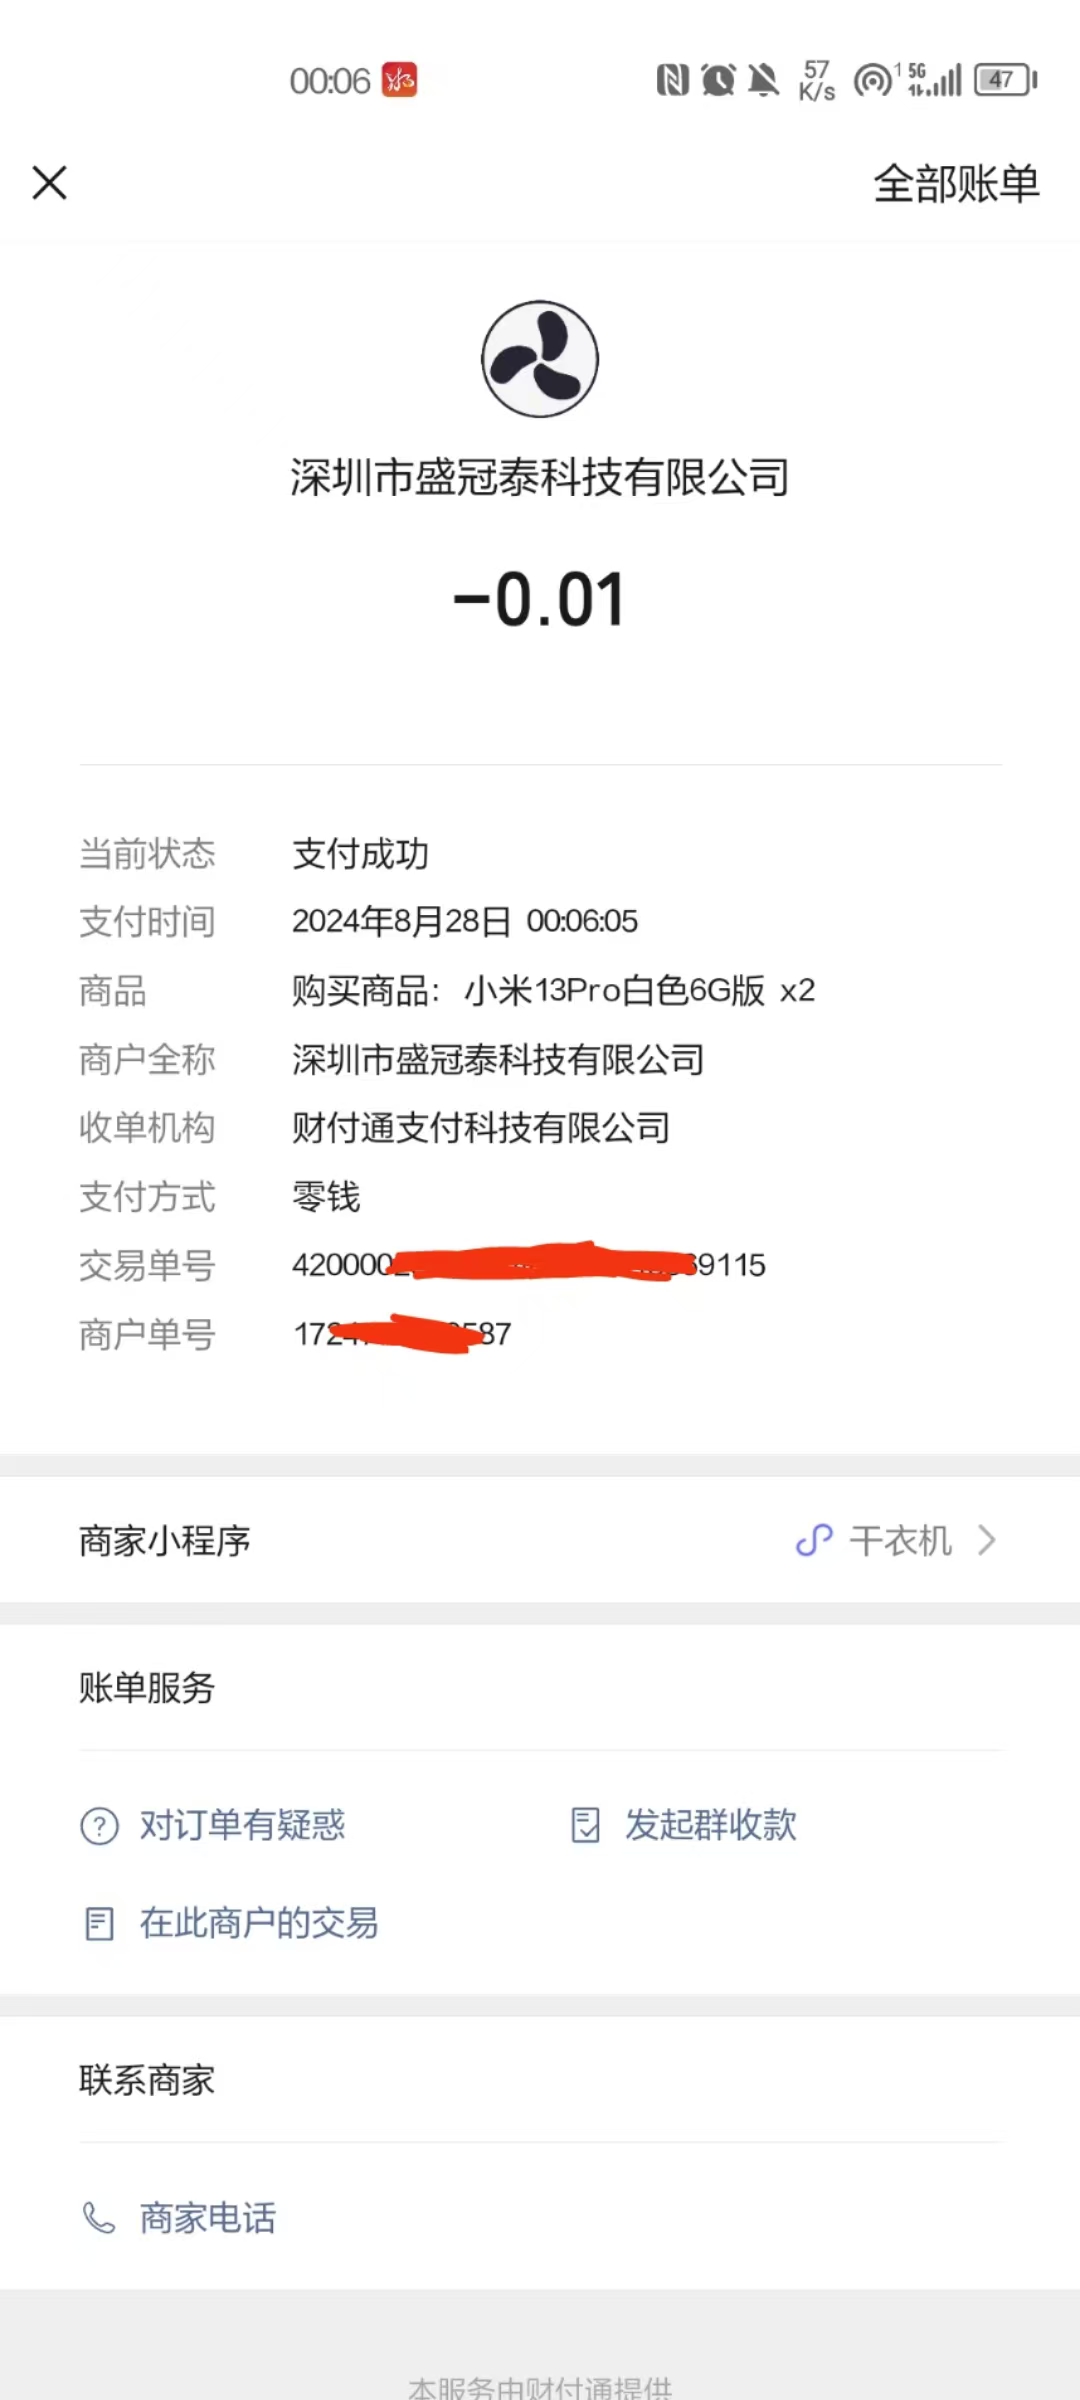 00:06
57 K/s
1 5G
47
全部账单
深圳市盛冠泰科技有限公司
-0.01
当前状态 支付成功
支付时间 2024年8月28日 00:06:05
商品 购买商品：小米13Pro白色6G版 x2
商户全称 深圳市盛冠泰科技有限公司
收单机构 财付通支付科技有限公司
支付方式 零钱
交易单号 420000 69115
商户单号 172 587
商家小程序 干衣机
账单服务
对订单有疑惑 发起群收款
在此商户的交易
联系商家
商家电话
本服务由财付通提供